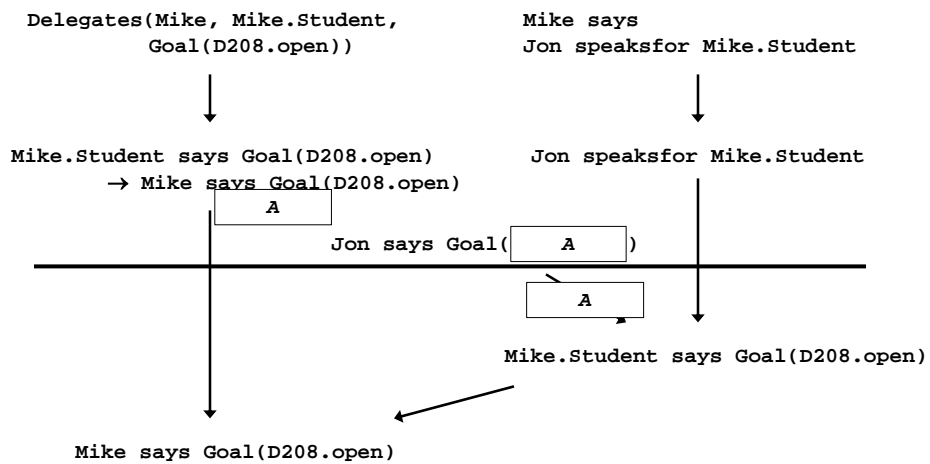 Delegates(Mike, Mike.Student,
Goal(D208.open))
Mike says
Jon speaksfor Mike.Student
Mike.Student says Goal(D208.open)
→ Mike says Goal(D208.open)
Jon speaksfor Mike.Student
A
Jon says Goal( A )
A
Mike.Student says Goal(D208.open)
Mike says Goal(D208.open)